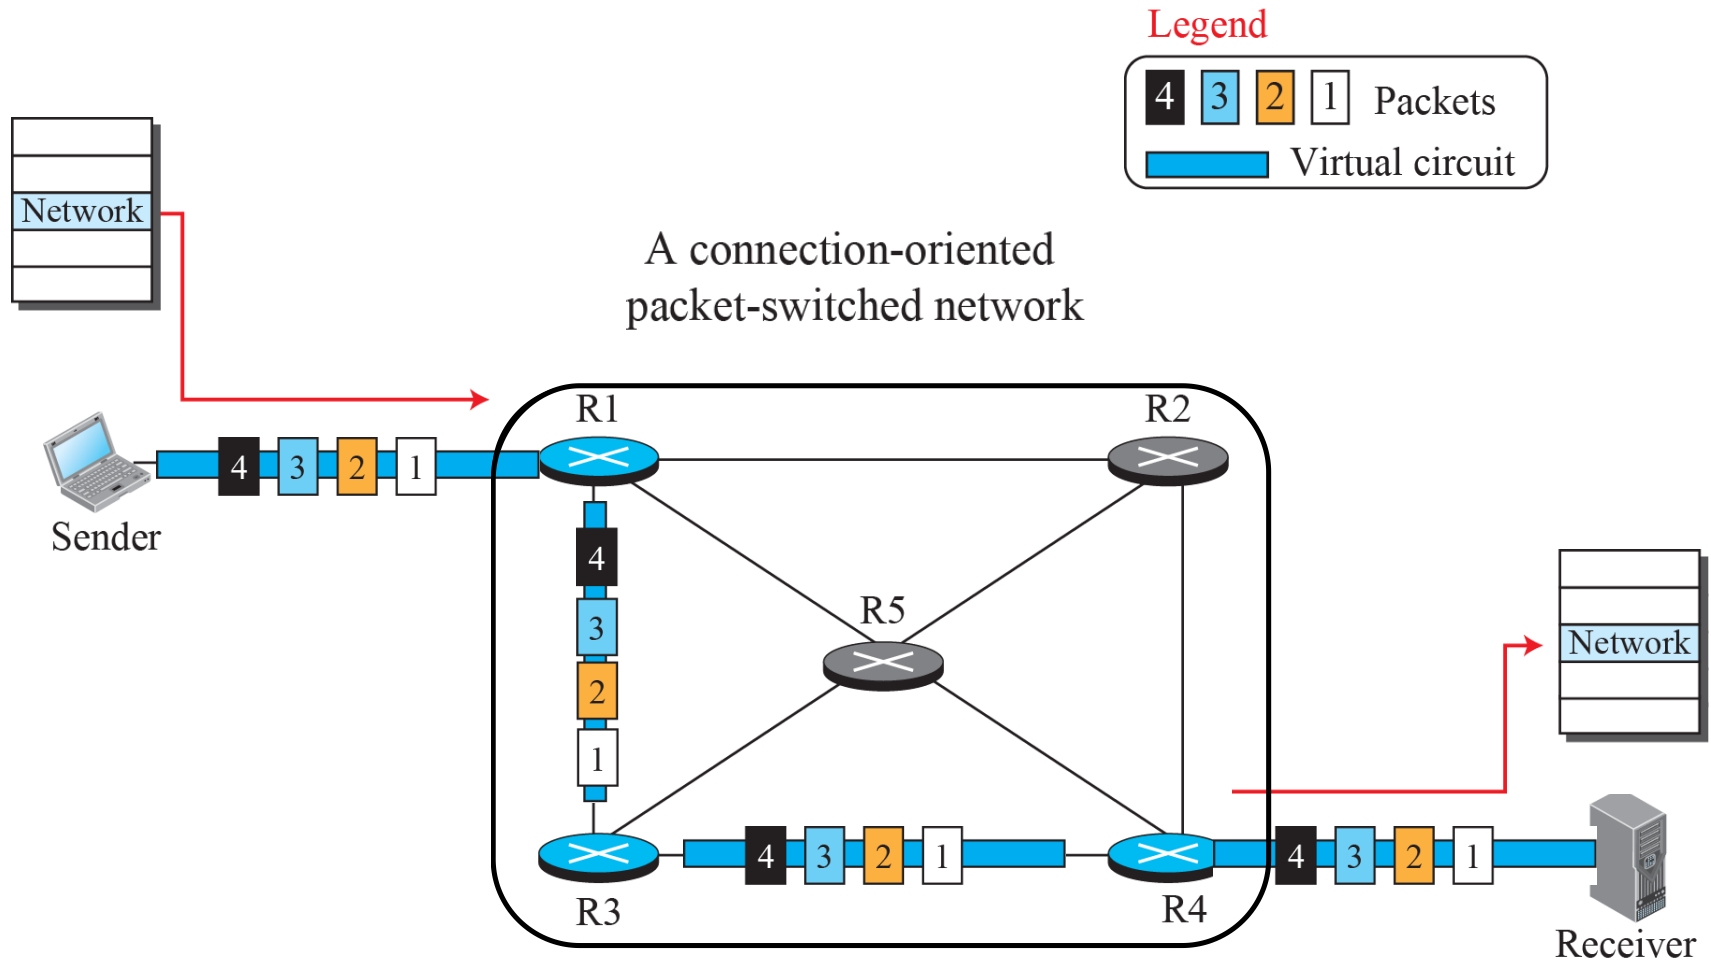 Legend
4 3 2 1 Packets
Virtual circuit
Network
A connection-oriented
packet-switched network
R1
R2
4 3 2 1
Sender
4
3
2
1
R5
Network
R3
4 3 2 1
R4
4 3 2 1
Receiver